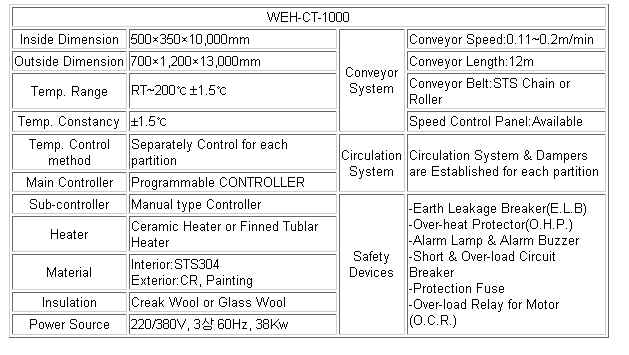 WEH-CT-1000
Inside Dimension
500×350×10,000mm
Outside Dimension
700×1,200×13,000mm
Temp. Range
RT~200℃ ±1.5℃
Temp. Constancy
±1.5℃
Conveyor
System
Conveyor Speed:0.11~0.2m/min
Conveyor Length:12m
Conveyor Belt:STS Chain or
Roller
Speed Control Panel:Available
Temp. Control
method
Separately Control for each
partition
Main Controller
Programmable CONTROLLER
Circulation
System
Circulation System & Dampers
are Established for each partition
Sub-controller
Manual type Controller
Heater
Ceramic Heater or Finned Tublar
Heater
Material
Interior:STS304
Exterior:CR, Painting
Insulation
Creak Wool or Glass Wool
Power Source
220/380V, 3상 60Hz, 38Kw
Safety
Devices
-Earth Leakage Breaker(E.L.B)
-Over-heat Protector(O.H.P.)
-Alarm Lamp & Alarm Buzzer
-Short & Over-load Circuit
Breaker
-Protection Fuse
-Over-load Relay for Motor
(O.C.R.)